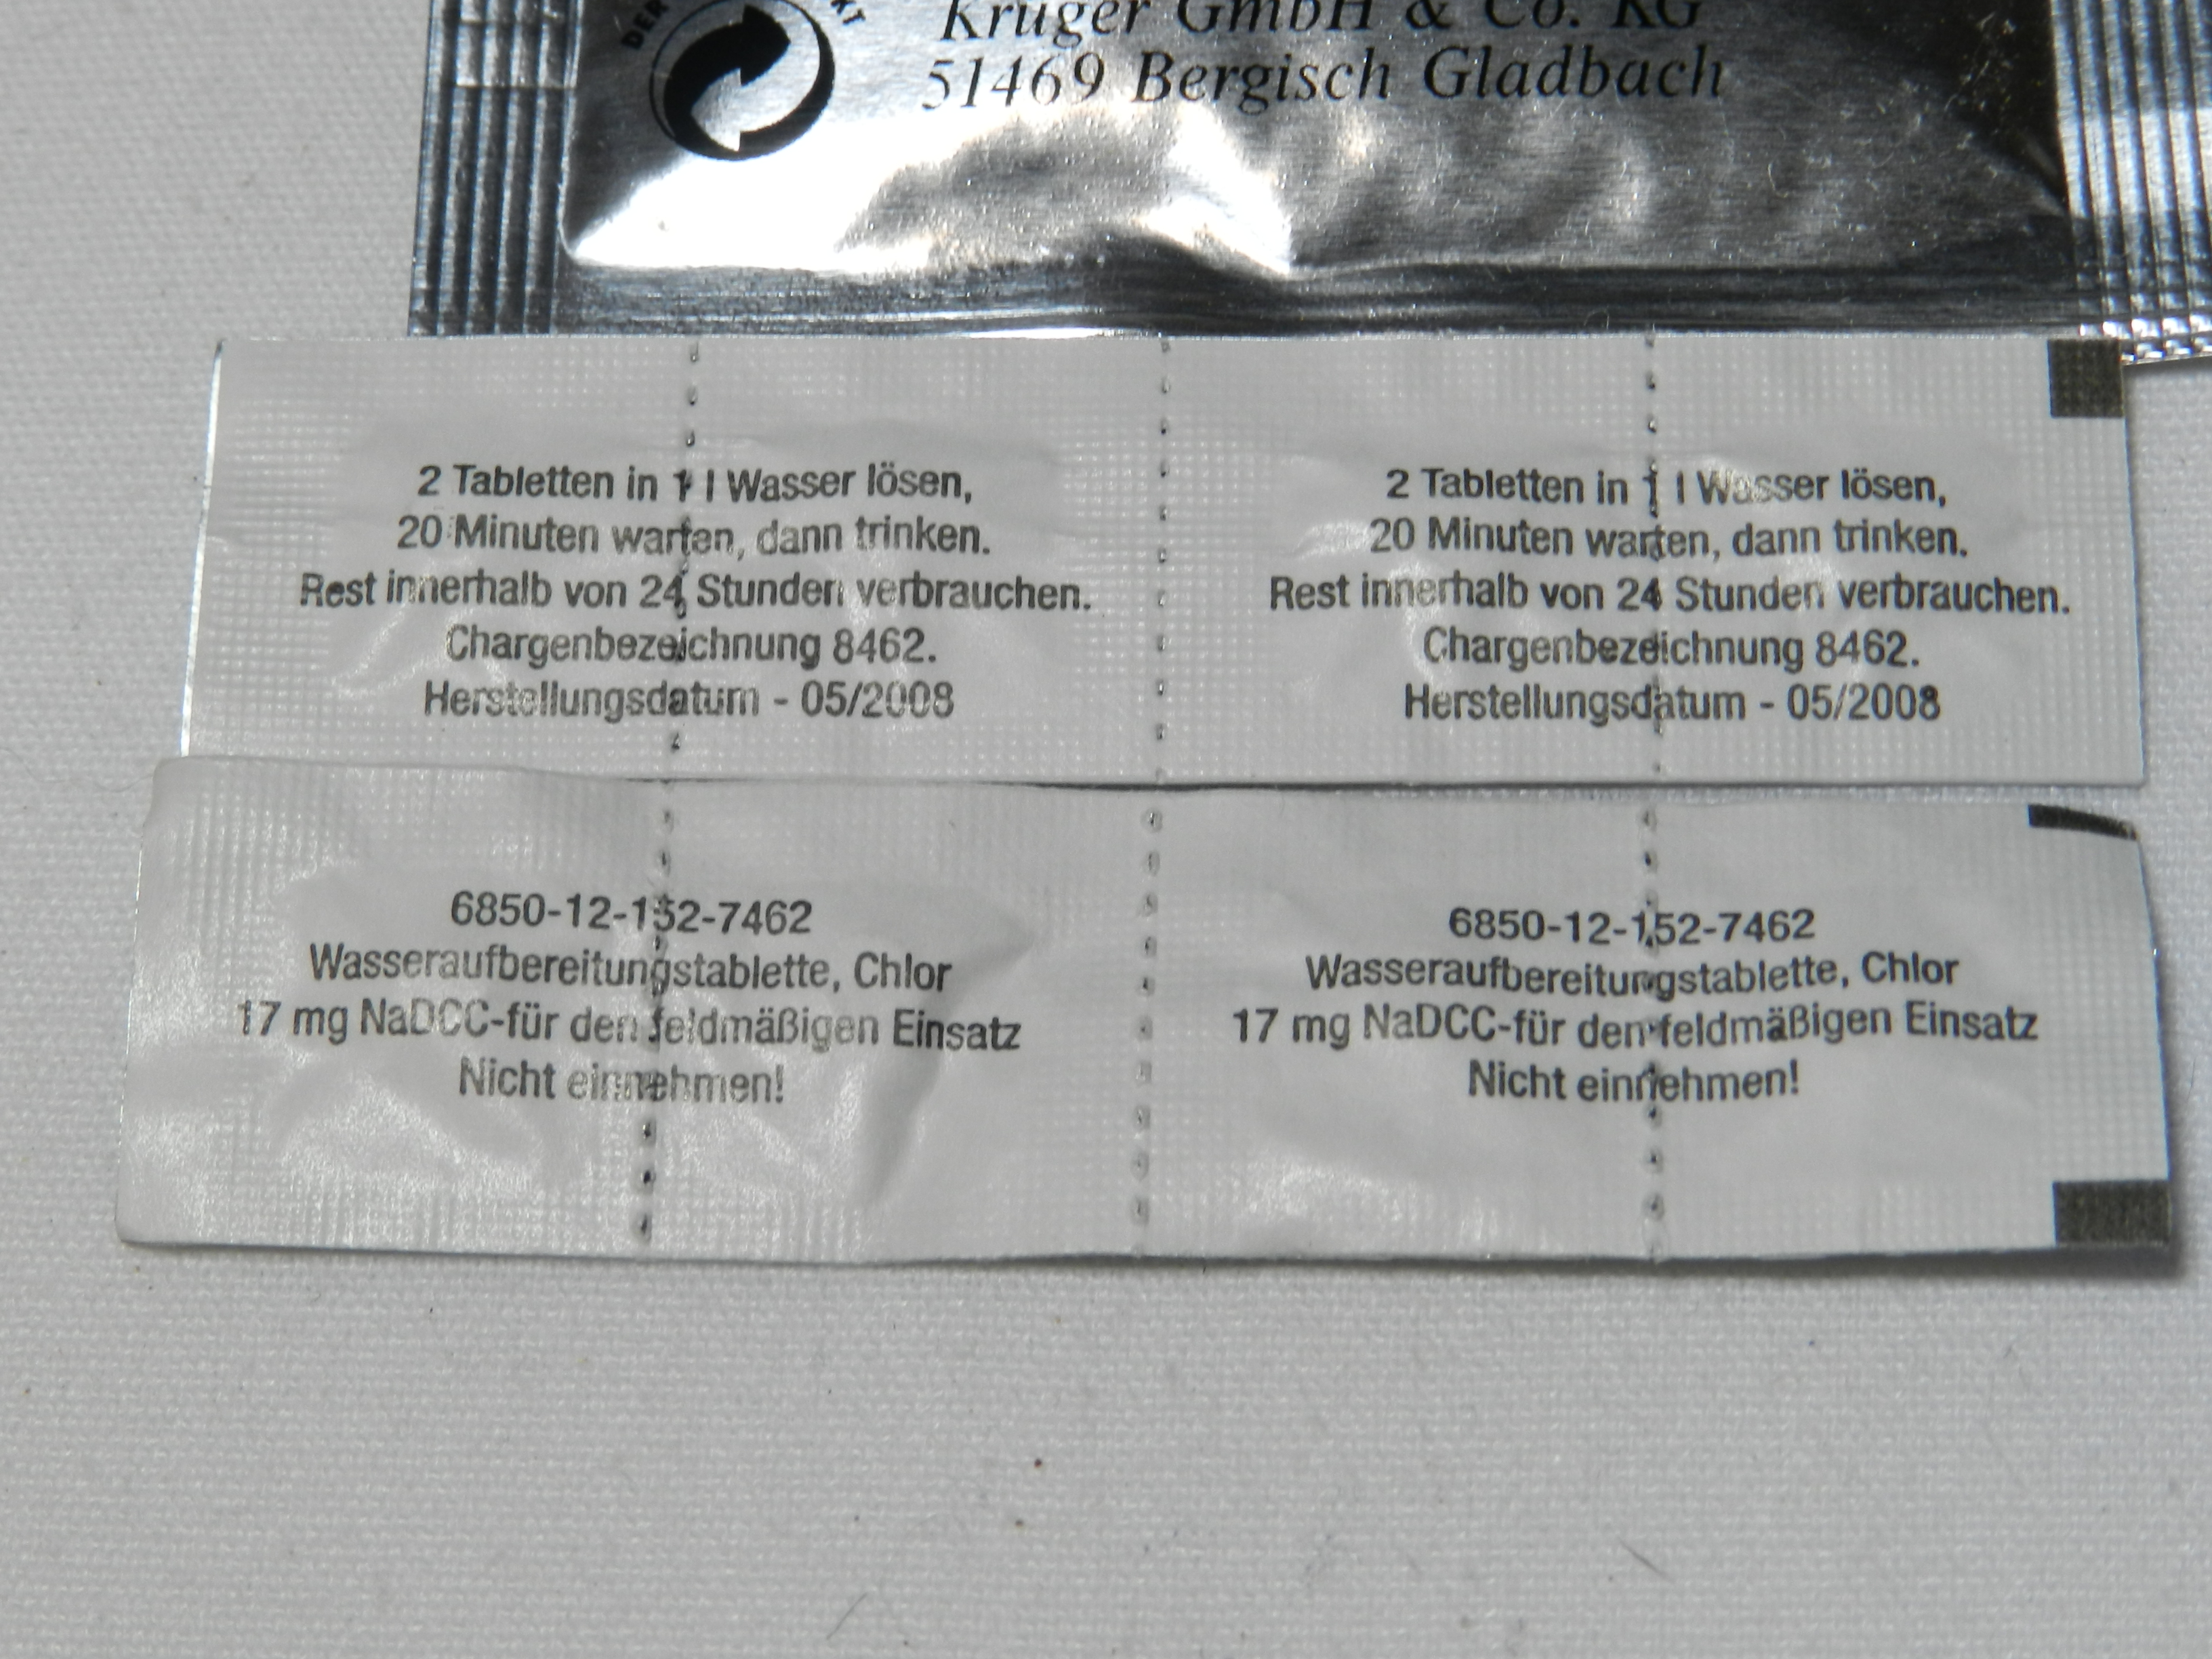 DER
KT
Krüger GmbH & Co. KG
51469 Bergisch Gladbach
2 Tabletten in 1 l Wasser lösen,
20 Minuten warten, dann trinken.
Rest innerhalb von 24 Stunden verbrauchen.
Chargenbezeichnung 8462.
Herstellungsdatum - 05/2008
2 Tabletten in 1 l Wasser lösen,
20 Minuten warten, dann trinken.
Rest innerhalb von 24 Stunden verbrauchen.
Chargenbezeichnung 8462.
Herstellungsdatum - 05/2008
6850-12-152-7462
Wasseraufbereitungstablette, Chlor
17 mg NaDCC-für den feldmäßigen Einsatz
Nicht einnehmen!
6850-12-152-7462
Wasseraufbereitungstablette, Chlor
17 mg NaDCC-für den feldmäßigen Einsatz
Nicht einnehmen!